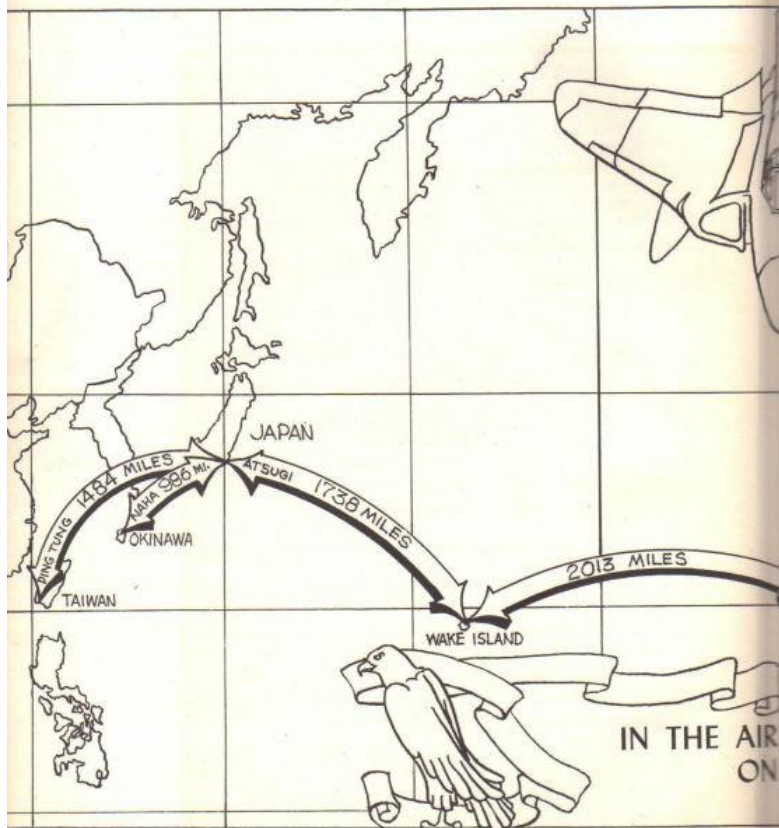 JAPAN
PING TUNG 1484 MILES
NAHA 986 MI.
ATSUGI 1738 MILES
OKINAWA
2013 MILES
TAIWAN
WAKE ISLAND
IN THE AIR
ON